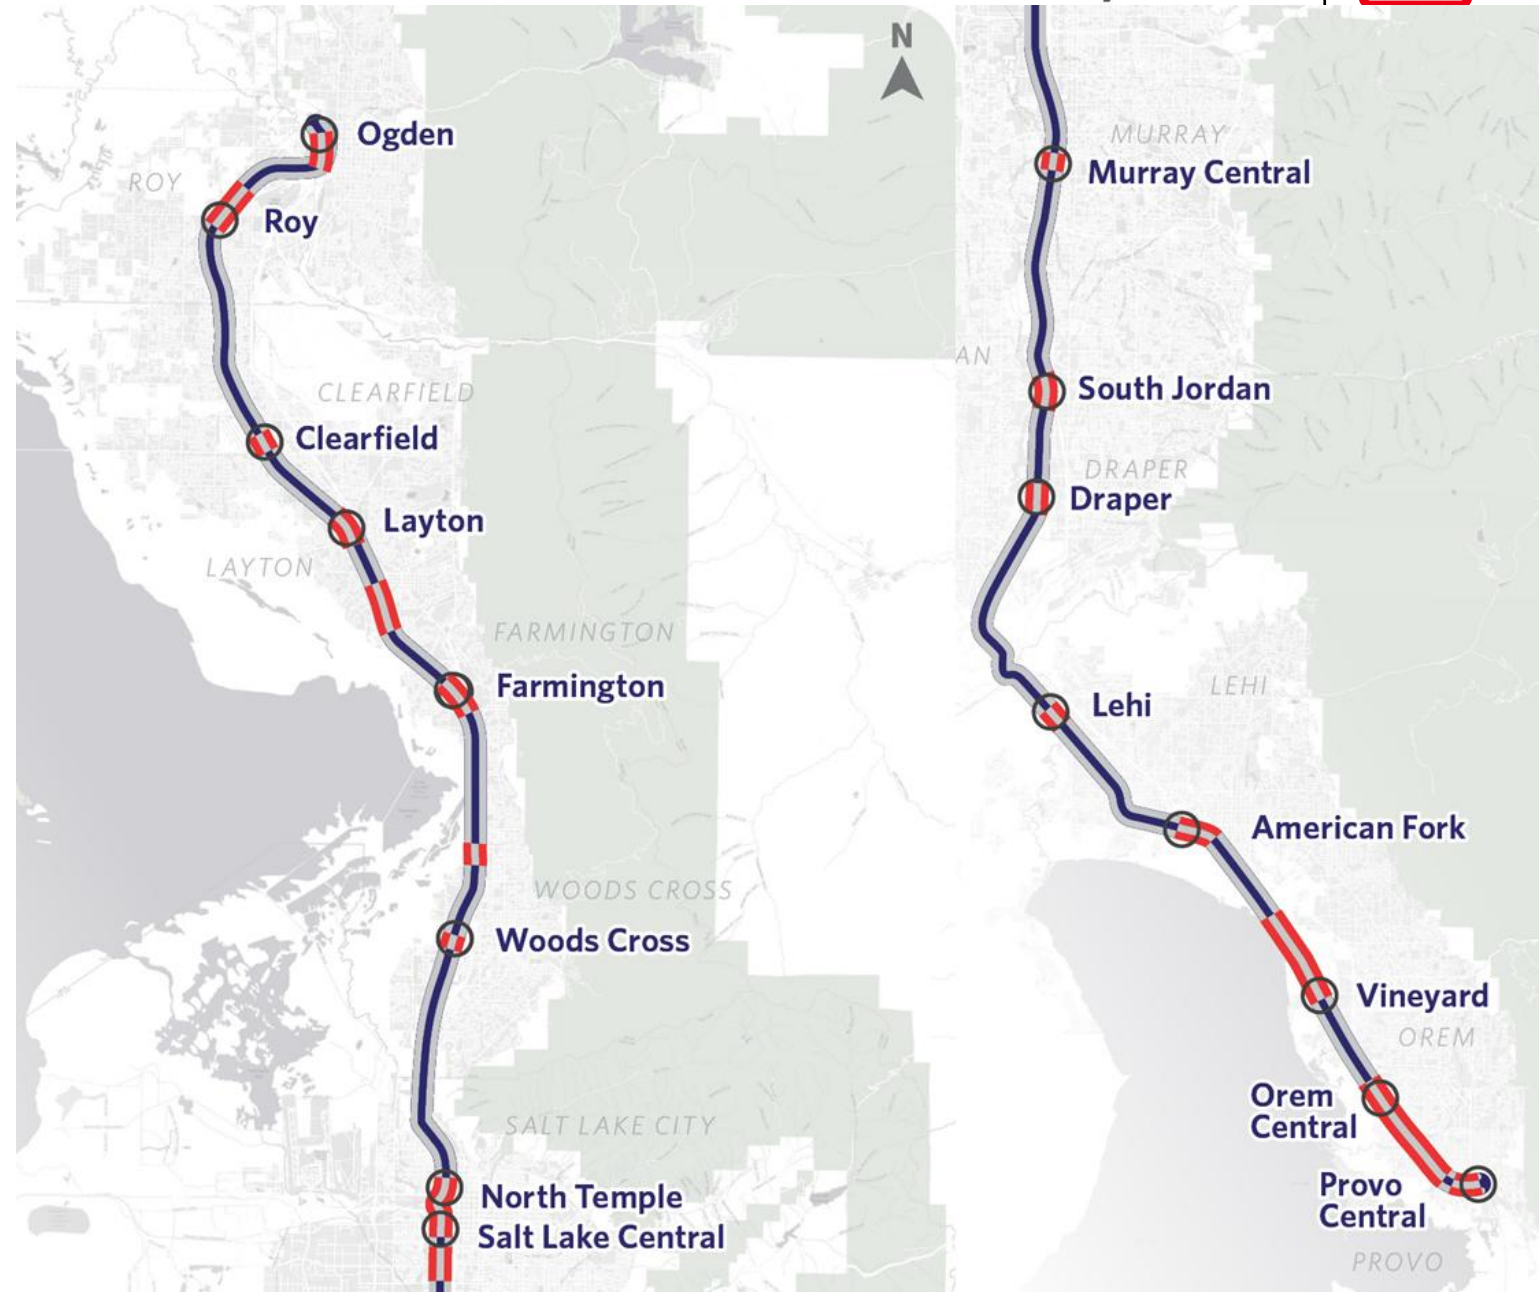 N
Ogden
ROY
Roy
CLEARFIELD
Clearfield
Layton
LAYTON
FARMINGTON
Farmington
WOODS CROSS
Woods Cross
SALT LAKE CITY
North Temple
Salt Lake Central
MURRAY
Murray Central
AN
South Jordan
DRAPER
Draper
LEHI
Lehi
American Fork
Vineyard
OREM
Orem
Central
Provo
Central
PROVO